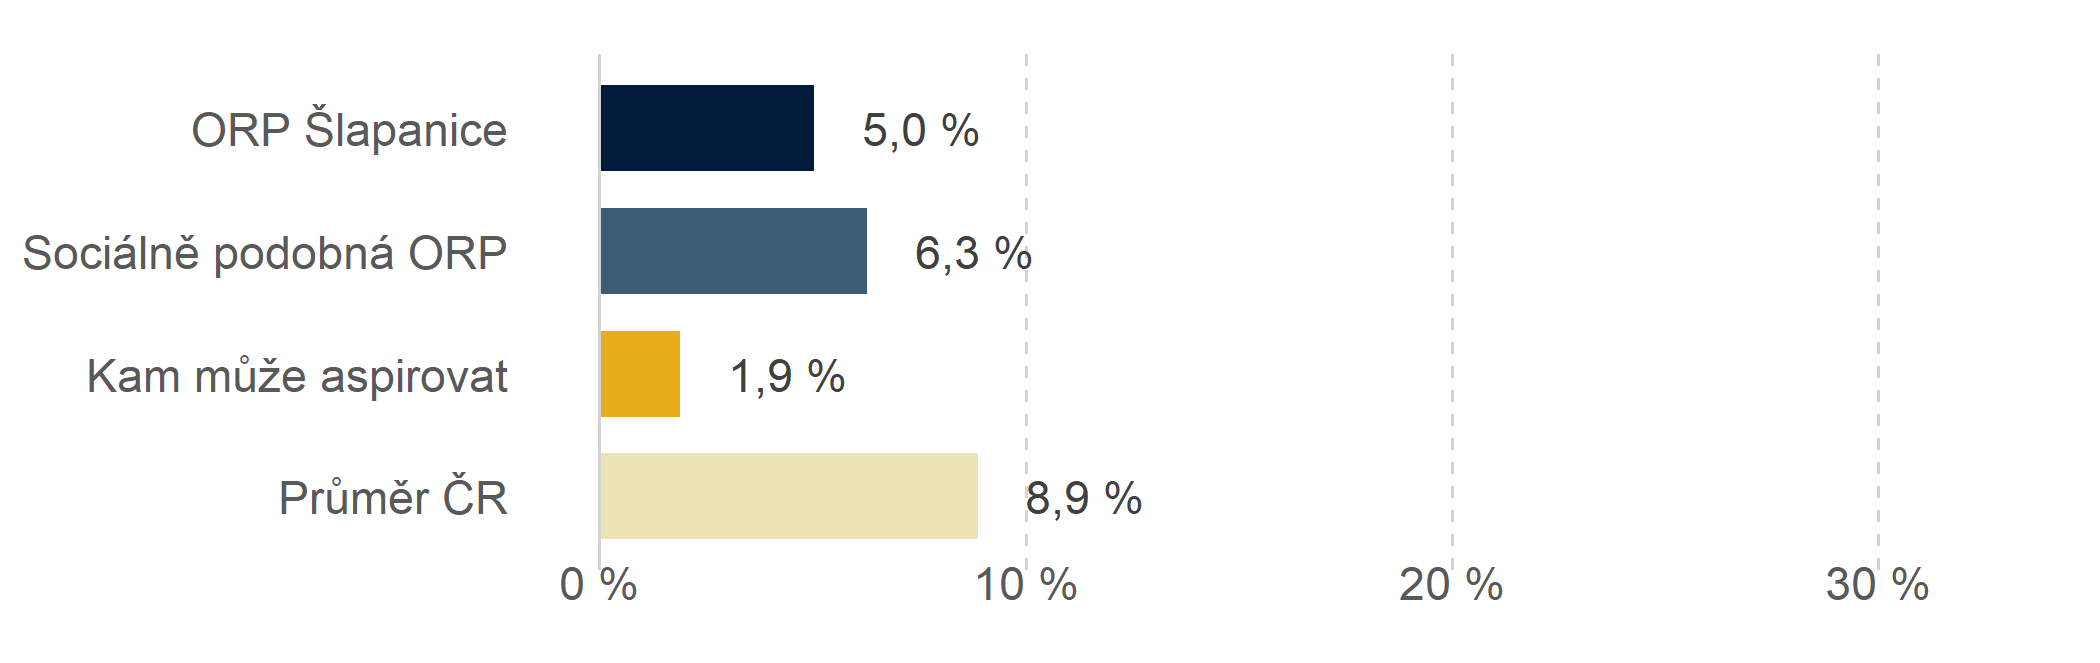 ORP Šlapanice 5,0 %
Sociálně podobná ORP 6,3 %
Kam může aspirovat 1,9 %
Průměr ČR 8,9 %
0 % 10 % 20 % 30 %